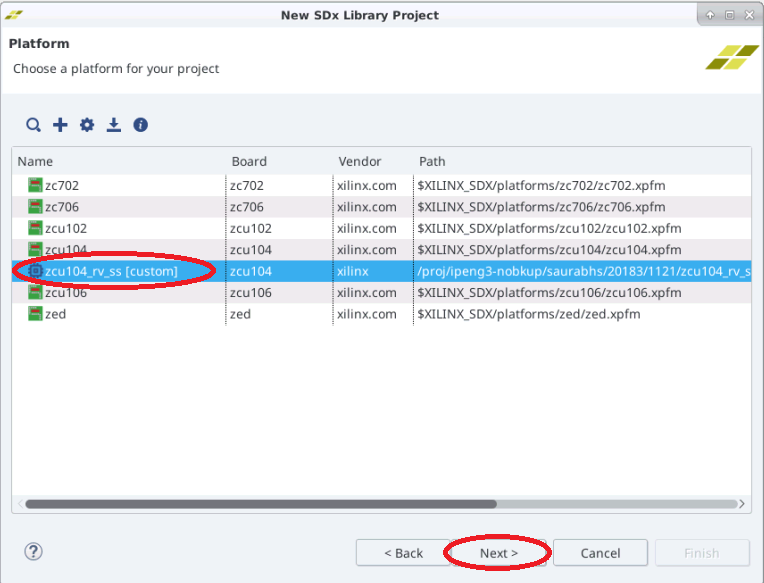 New SDx Library Project
Platform
Choose a platform for your project
Name Board Vendor Path
zc702 zc702 xilinx.com $XILINX_SDX/platforms/zc702/zc702.xpfm
zc706 zc706 xilinx.com $XILINX_SDX/platforms/zc706/zc706.xpfm
zcu102 zcu102 xilinx.com $XILINX_SDX/platforms/zcu102/zcu102.xpfm
zcu104 zcu104 xilinx.com $XILINX_SDX/platforms/zcu104/zcu104.xpfm
zcu104_rv_ss [custom] zcu104 xilinx /proj/ipeng3-nobkup/saurabhs/20183/1121/zcu104_rv_s
zcu106 zcu106 xilinx.com $XILINX_SDX/platforms/zcu106/zcu106.xpfm
zed zed xilinx.com $XILINX_SDX/platforms/zed/zed.xpfm
< Back Next > Cancel Finish